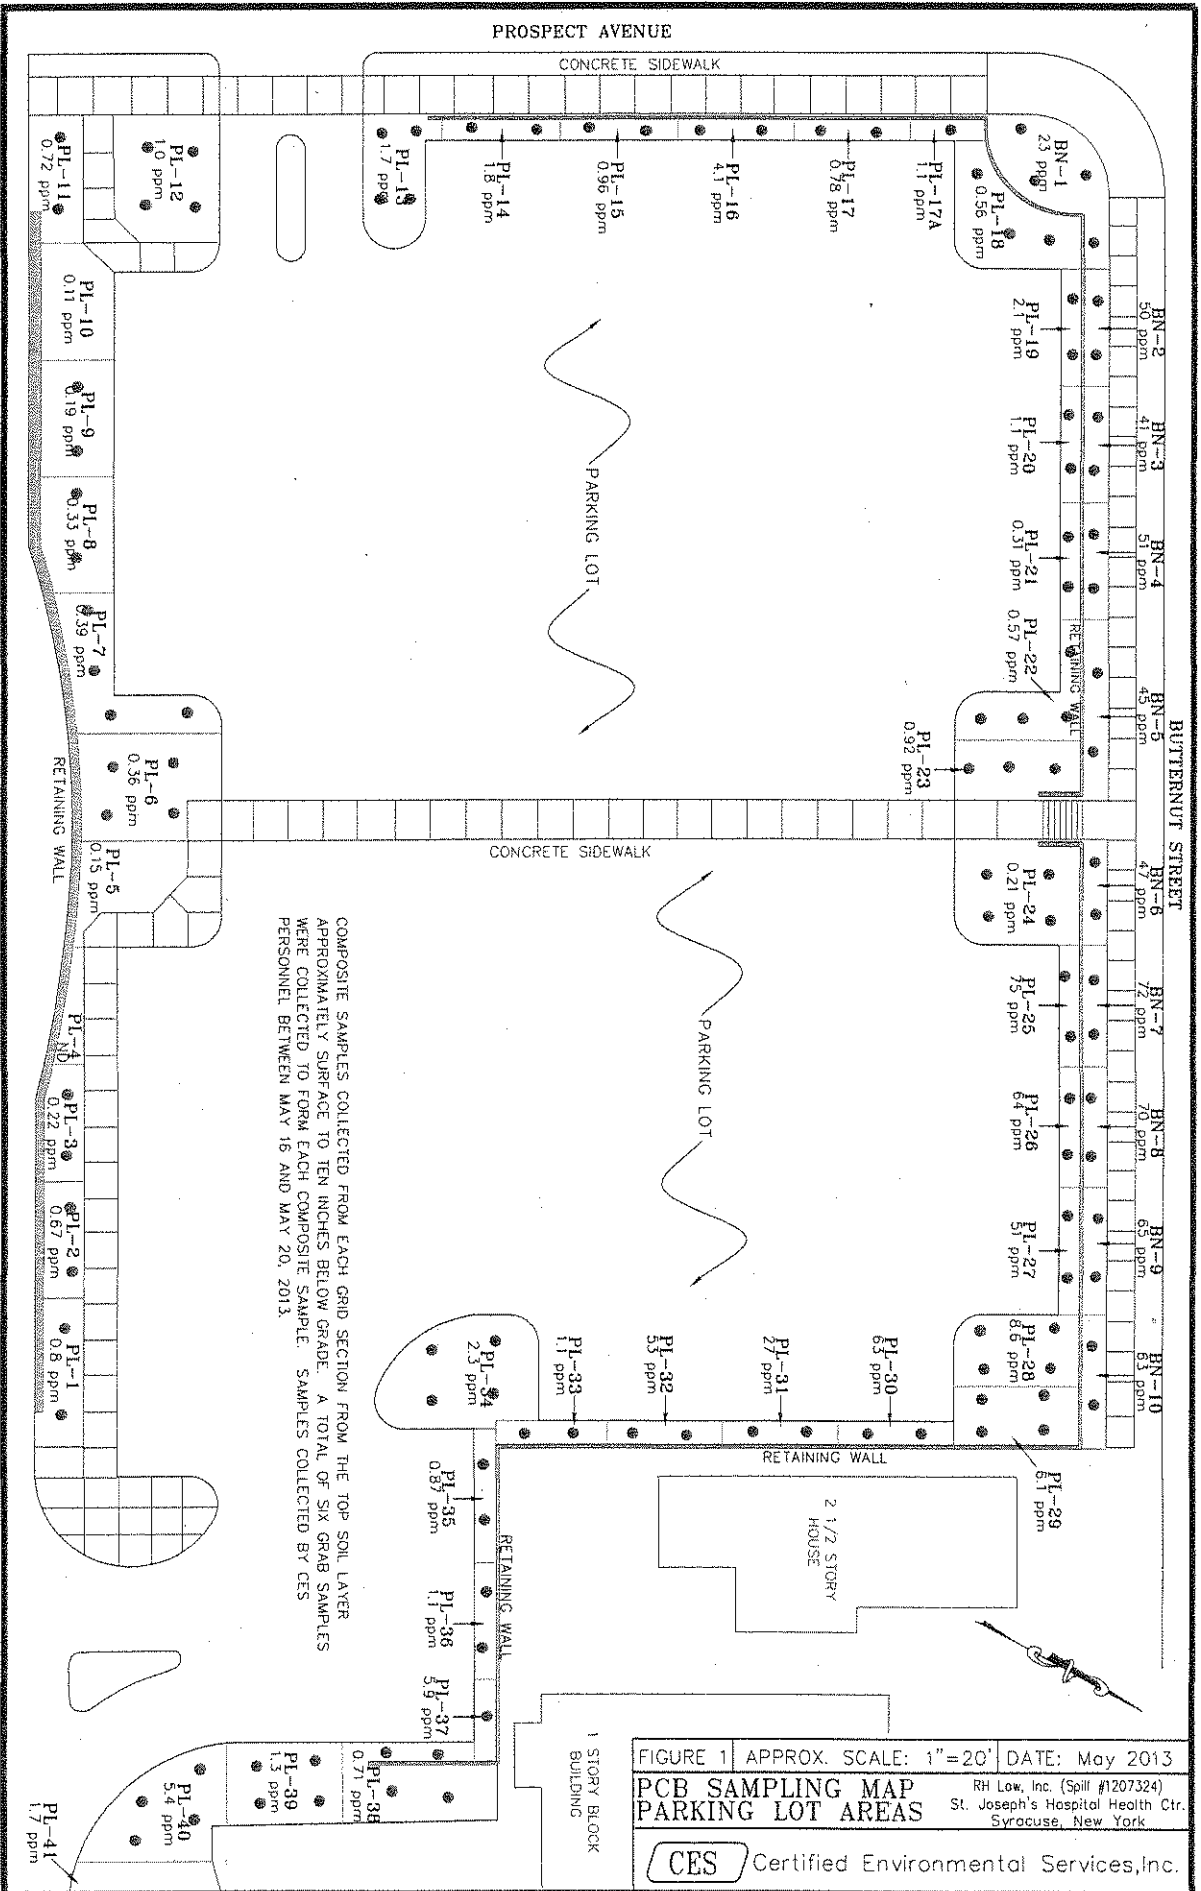 PROSPECT AVENUE
CONCRETE SIDEWALK
BUTTERNUT STREET
BN-1
23 ppm
BN-2
50 ppm
BN-3
41 ppm
BN-4
51 ppm
BN-5
45 ppm
BN-6
47 ppm
BN-7
72 ppm
BN-8
70 ppm
BN-9
65 ppm
BN-10
63 ppm
PL-11
0.72 ppm
PL-12
1.0 ppm
PL-13
1.7 ppm
PL-14
1.8 ppm
PL-15
0.96 ppm
PL-16
4.1 ppm
PL-17
0.78 ppm
PL-17A
1.1 ppm
PL-18
0.56 ppm
PL-19
2.1 ppm
PL-20
1.1 ppm
PL-21
0.31 ppm
PL-22
0.57 ppm
RETAINING WALL
PL-23
0.92 ppm
PL-24
0.21 ppm
PL-25
75 ppm
PL-26
64 ppm
PL-27
51 ppm
PL-28
8.6 ppm
PL-29
6.1 ppm
PL-10
0.11 ppm
PL-9
0.19 ppm
PL-8
0.33 ppm
PL-7
0.39 ppm
PL-6
0.36 ppm
PL-5
0.15 ppm
RETAINING WALL
PL-4
ND
PL-3
0.22 ppm
PL-2
0.67 ppm
PL-1
0.8 ppm
PARKING LOT
CONCRETE SIDEWALK
PARKING LOT
COMPOSITE SAMPLES COLLECTED FROM EACH GRID SECTION FROM THE TOP SOIL LAYER
APPROXIMATELY SURFACE TO TEN INCHES BELOW GRADE. A TOTAL OF SIX GRAB SAMPLES
WERE COLLECTED TO FORM EACH COMPOSITE SAMPLE. SAMPLES COLLECTED BY CES
PERSONNEL BETWEEN MAY 16 AND MAY 20, 2013.
PL-30
63 ppm
PL-31
27 ppm
PL-32
53 ppm
PL-33
1.1 ppm
PL-34
2.3 ppm
RETAINING WALL
2 1/2 STORY
HOUSE
PL-35
0.87 ppm
PL-36
1.1 ppm
PL-37
5.9 ppm
RETAINING WALL
PL-38
0.71 ppm
PL-39
1.3 ppm
PL-40
5.4 ppm
PL-41
1.7 ppm
1 STORY BLOCK
BUILDING
FIGURE 1 APPROX. SCALE: 1"=20' DATE: May 2013
PCB SAMPLING MAP
PARKING LOT AREAS
RH Law, Inc. (Spill #1207324)
St. Joseph's Hospital Health Ctr.
Syracuse, New York
CES Certified Environmental Services,Inc.